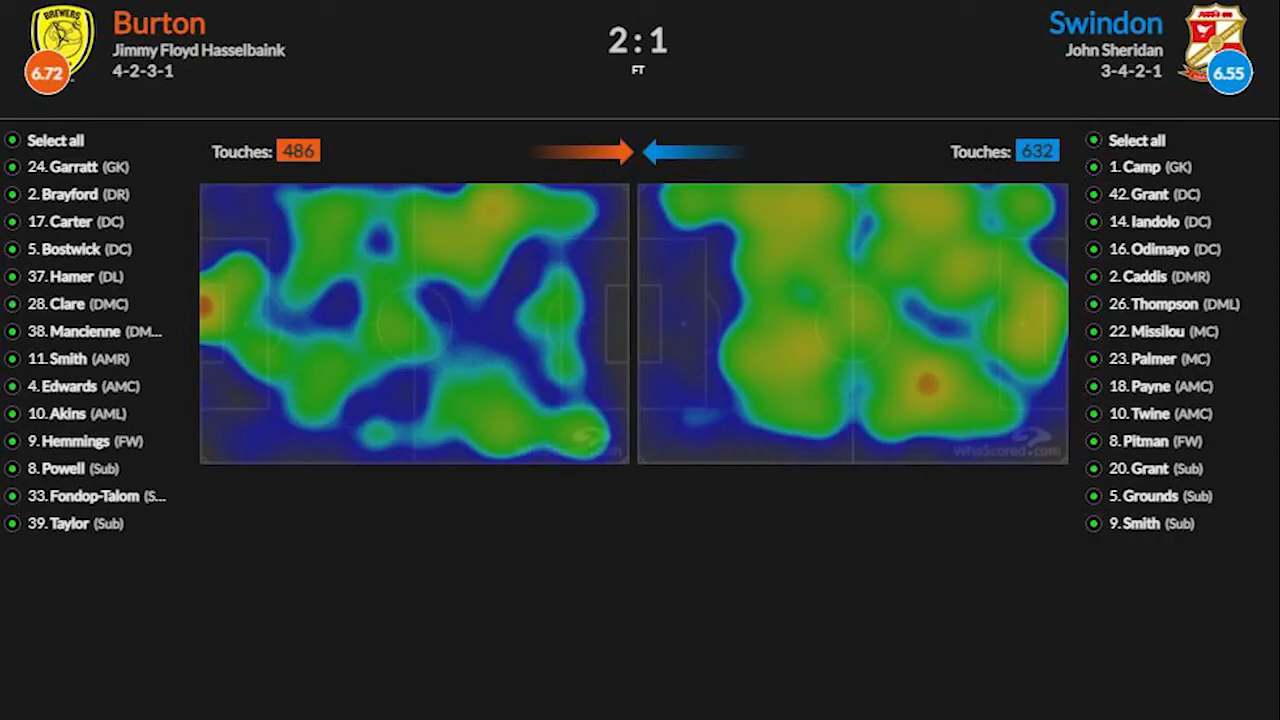 BREWERS
Burton
Jimmy Floyd Hasselbaink
4-2-3-1
6.72
2 : 1
FT
Swindon
John Sheridan
3-4-2-1
6.55
Select all
24. Garratt (GK)
2. Brayford (DR)
17. Carter (DC)
5. Bostwick (DC)
37. Hamer (DL)
28. Clare (DMC)
38. Mancienne (DM...
11. Smith (AMR)
4. Edwards (AMC)
10. Akins (AML)
9. Hemmings (FW)
8. Powell (Sub)
33. Fondop-Talom (S...
39. Taylor (Sub)
Touches: 486
Touches: 632
WhoScored.com
Select all
1. Camp (GK)
42. Grant (DC)
14. Iandolo (DC)
16. Odimayo (DC)
2. Caddis (DMR)
26. Thompson (DML)
22. Missilou (MC)
23. Palmer (MC)
18. Payne (AMC)
10. Twine (AMC)
8. Pitman (FW)
20. Grant (Sub)
5. Grounds (Sub)
9. Smith (Sub)